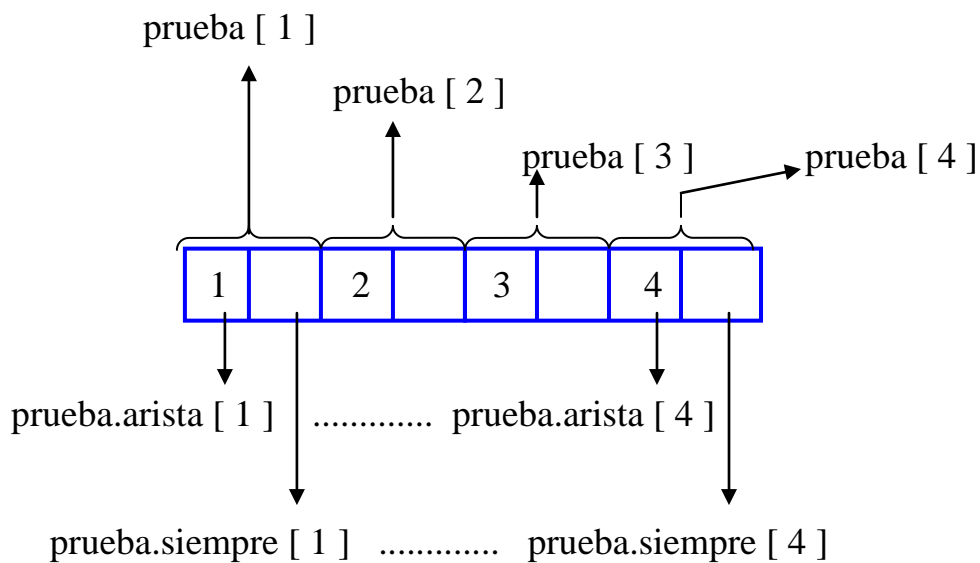 prueba [ 1 ]
prueba [ 2 ]
prueba [ 3 ]
prueba [ 4 ]
1 2 3 4
prueba.arista [ 1 ] ............. prueba.arista [ 4 ]
prueba.siempre [ 1 ] ............. prueba.siempre [ 4 ]